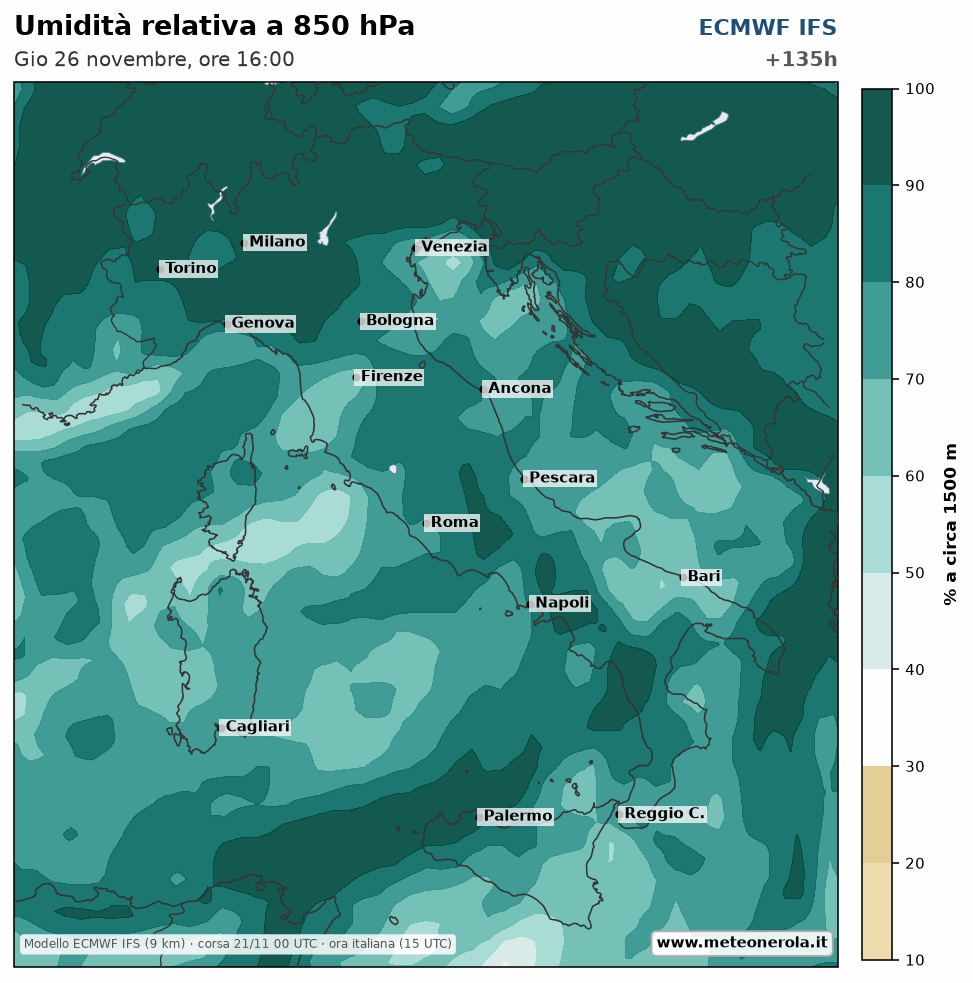 Umidità relativa a 850 hPa
ECMWF IFS
Gio 26 novembre, ore 16:00
+135h
100
90
80
70
60
50
40
30
20
10
% a circa 1500 m
Venezia
Milano
Torino
Bologna
Genova
Firenze
Ancona
Pescara
Roma
Bari
Napoli
Cagliari
Palermo
Reggio C.
Modello ECMWF IFS (9 km) · corsa 21/11 00 UTC · ora italiana (15 UTC)
www.meteonerola.it